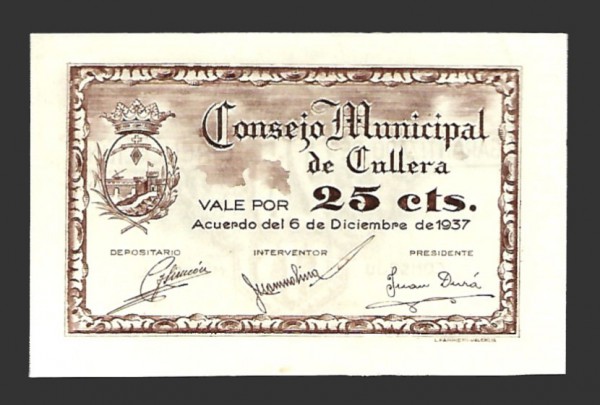 Consejo Municipal
de Cullera
VALE POR 25 cts.
Acuerdo del 6 de Diciembre de 1937
DEPOSITARIO INTERVENTOR PRESIDENTE
Juan Durá